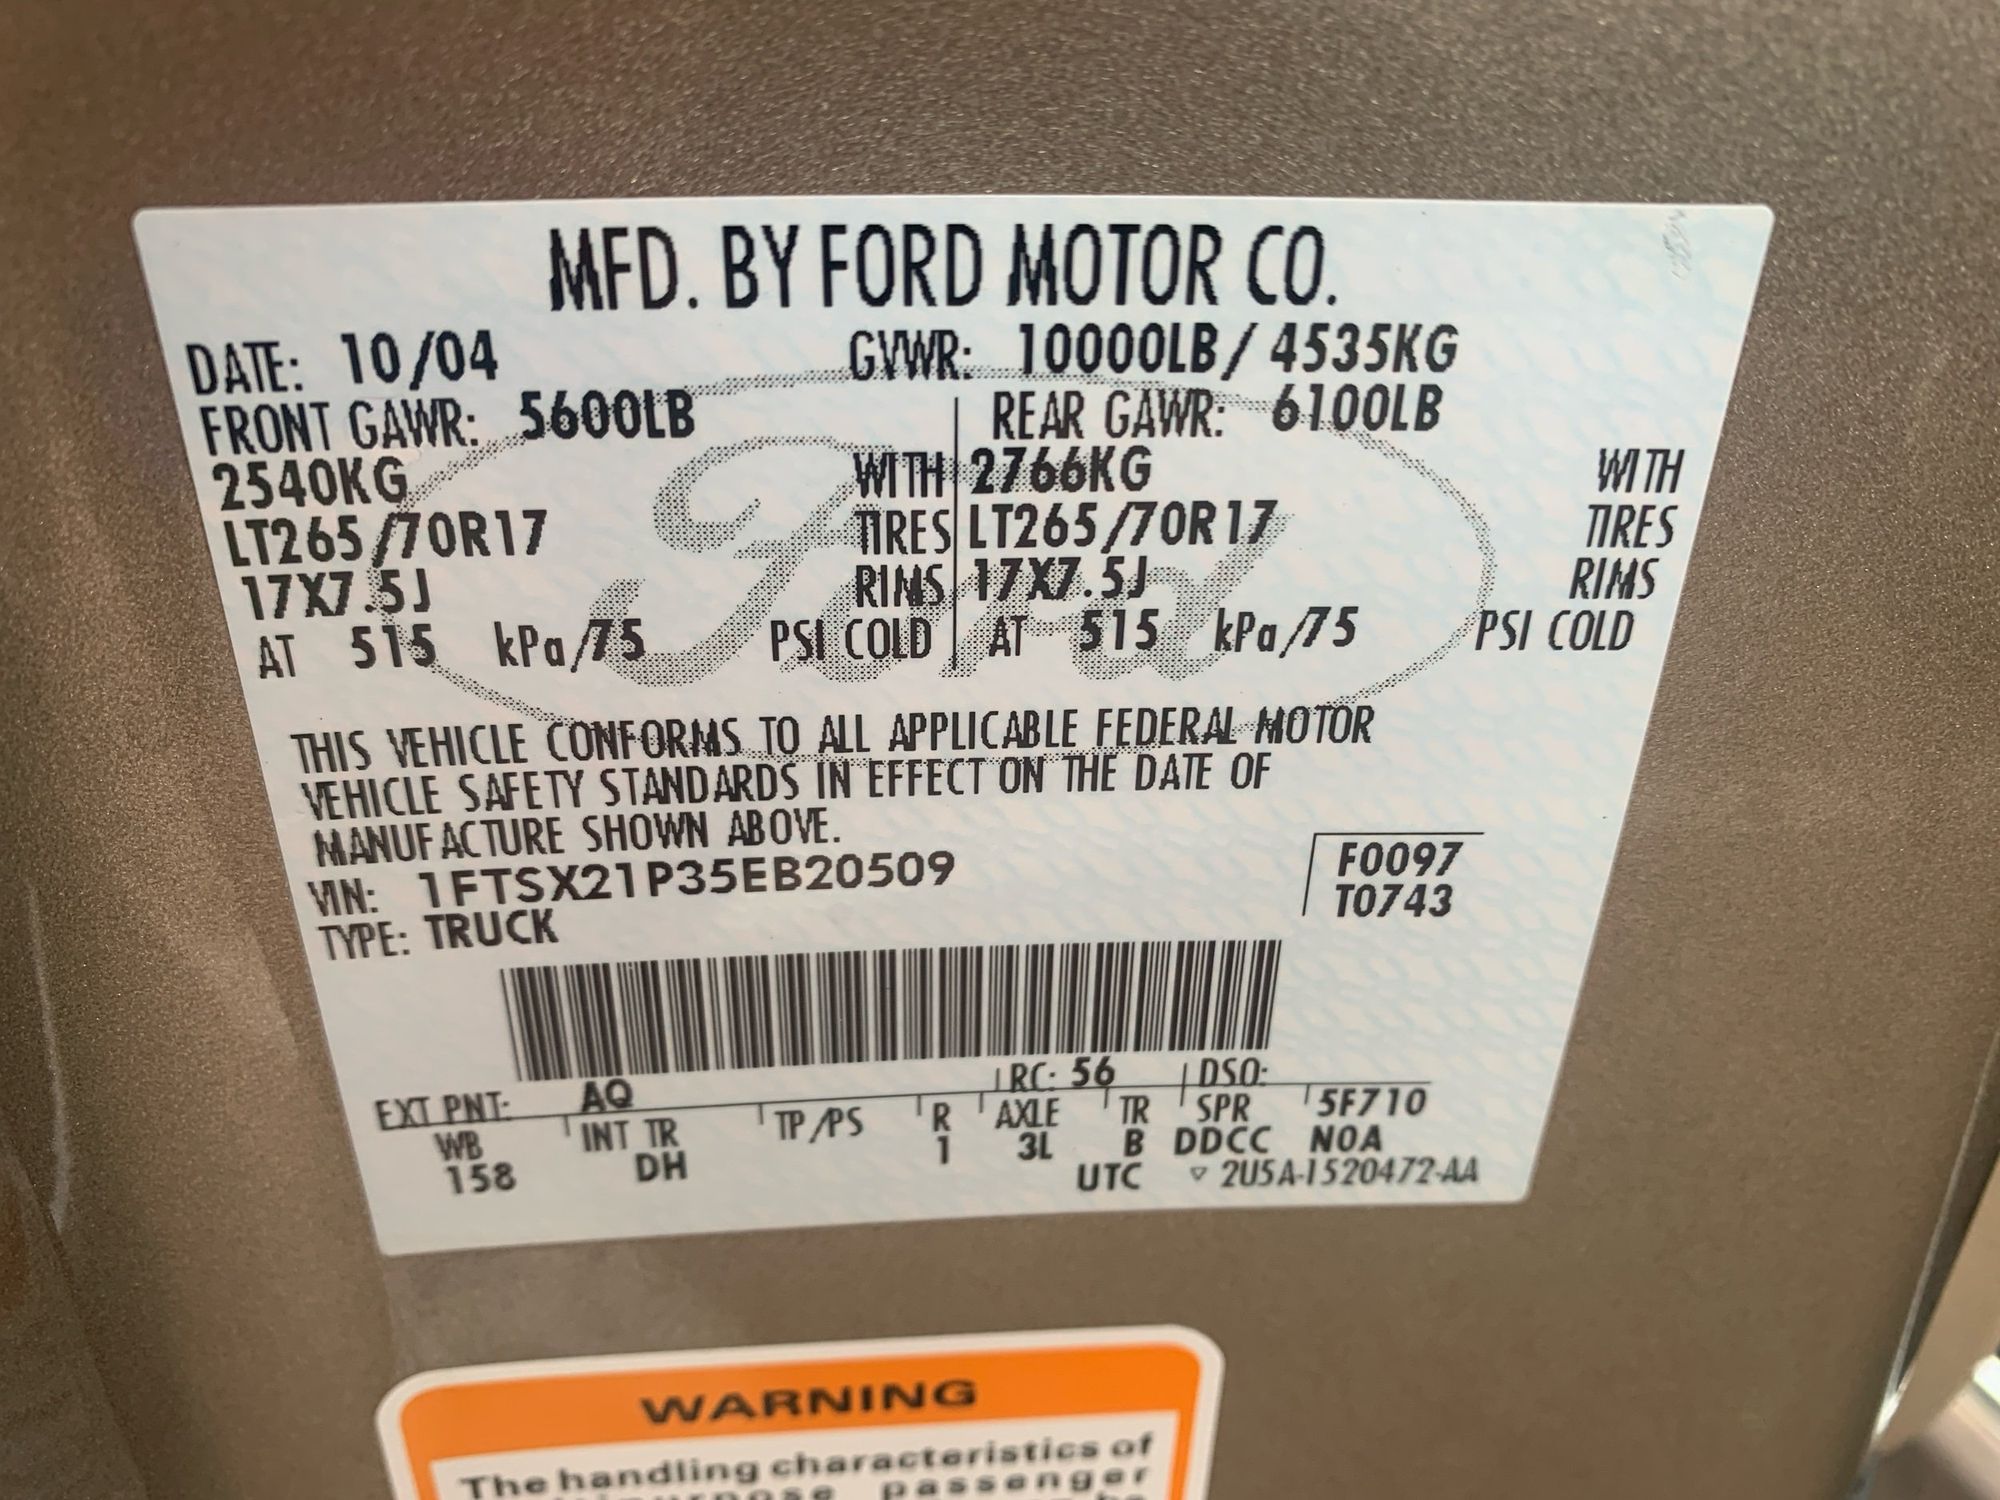 MFD. BY FORD MOTOR CO.
DATE: 10/04 GVWR: 10000LB/ 4535KG
FRONT GAWR: 5600LB REAR GAWR: 6100LB
2540KG WITH 2766KG WITH
LT265/70R17 TIRES LT265/70R17 TIRES
17X7.5J RIMS 17X7.5J RIMS
AT 515 kPa/75 PSI COLD AT 515 kPa/75 PSI COLD
Ford
THIS VEHICLE CONFORMS TO ALL APPLICABLE FEDERAL MOTOR
VEHICLE SAFETY STANDARDS IN EFFECT ON THE DATE OF
MANUFACTURE SHOWN ABOVE.
VIN: 1FTSX21P35EB20509 F0097
TYPE: TRUCK T0743
EXT PNT: AQ RC: 56 DSO:
WB INT TR TP/PS R AXLE TR SPR 5F710
158 DH 1 3L B DDCC NOA
UTC ▽ 2U5A-1520472-AA
WARNING
The handling characteristics of
passenger